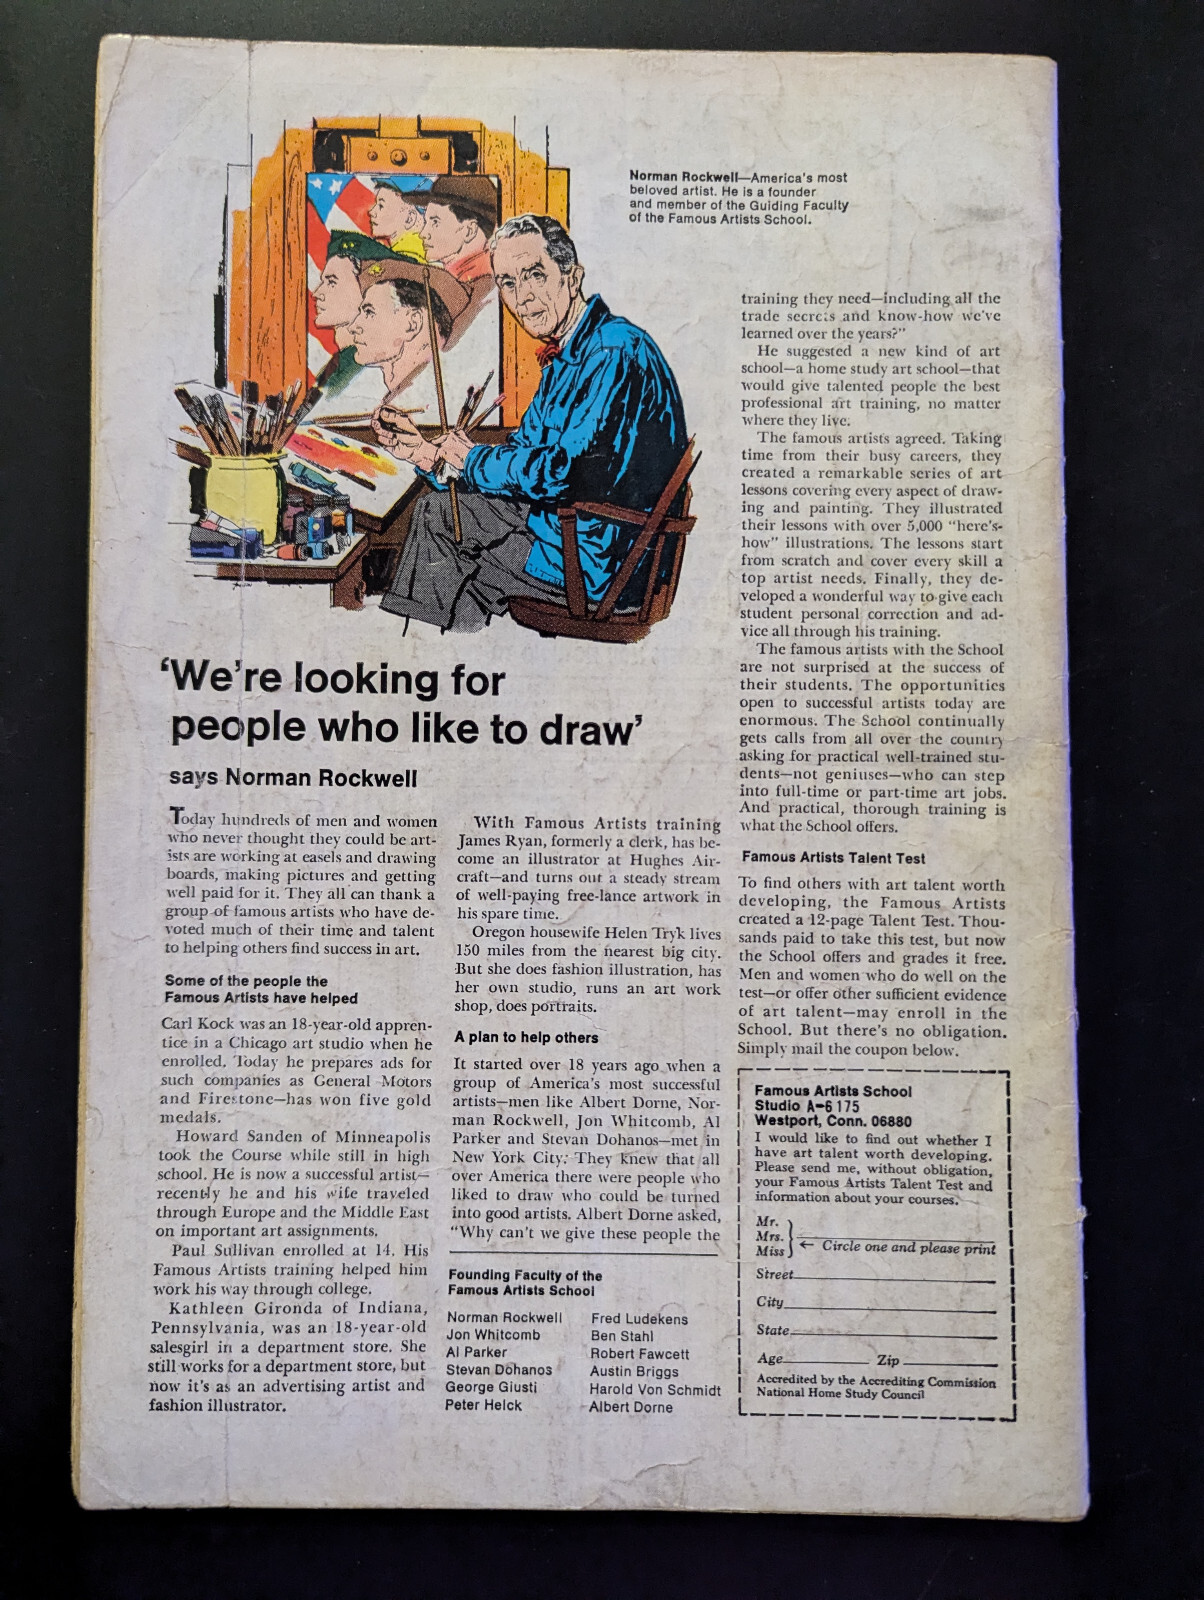 Norman Rockwell—America's most
beloved artist. He is a founder
and member of the Guiding Faculty
of the Famous Artists School.
'We're looking for
people who like to draw'
says Norman Rockwell
Today hundreds of men and women
who never thought they could be art-
ists are working at easels and drawing
boards, making pictures and getting
well paid for it. They all can thank a
group of famous artists who have de-
voted much of their time and talent
to helping others find success in art.
Some of the people the
Famous Artists have helped
Carl Kock was an 18-year-old appren-
tice in a Chicago art studio when he
enrolled. Today he prepares ads for
such companies as General Motors
and Firestone—has won five gold
medals.
Howard Sanden of Minneapolis
took the Course while still in high
school. He is now a successful artist—
recently he and his wife traveled
through Europe and the Middle East
on important art assignments.
Paul Sullivan enrolled at 14. His
Famous Artists training helped him
work his way through college.
Kathleen Gironda of Indiana,
Pennsylvania, was an 18-year-old
salesgirl in a department store. She
still works for a department store, but
now it's as an advertising artist and
fashion illustrator.
With Famous Artists training
James Ryan, formerly a clerk, has be-
come an illustrator at Hughes Air-
craft—and turns out a steady stream
of well-paying free-lance artwork in
his spare time.
Oregon housewife Helen Tryk lives
150 miles from the nearest big city.
But she does fashion illustration, has
her own studio, runs an art work
shop, does portraits.
A plan to help others
It started over 18 years ago when a
group of America's most successful
artists—men like Albert Dorne, Nor-
man Rockwell, Jon Whitcomb, Al
Parker and Stevan Dohanos—met in
New York City. They knew that all
over America there were people who
liked to draw who could be turned
into good artists. Albert Dorne asked,
"Why can't we give these people the
Founding Faculty of the
Famous Artists School
Norman Rockwell
Jon Whitcomb
Al Parker
Stevan Dohanos
George Giusti
Peter Helck
Fred Ludekens
Ben Stahl
Robert Fawcett
Austin Briggs
Harold Von Schmidt
Albert Dorne
training they need—including all the
trade secrets and know-how we've
learned over the years?"
He suggested a new kind of art
school—a home study art school—that
would give talented people the best
professional art training, no matter
where they live.
The famous artists agreed. Taking
time from their busy careers, they
created a remarkable series of art
lessons covering every aspect of draw-
ing and painting. They illustrated
their lessons with over 5,000 "here's-
how" illustrations. The lessons start
from scratch and cover every skill a
top artist needs. Finally, they de-
veloped a wonderful way to give each
student personal correction and ad-
vice all through his training.
The famous artists with the School
are not surprised at the success of
their students. The opportunities
open to successful artists today are
enormous. The School continually
gets calls from all over the country
asking for practical well-trained stu-
dents—not geniuses—who can step
into full-time or part-time art jobs.
And practical, thorough training is
what the School offers.
Famous Artists Talent Test
To find others with art talent worth
developing, the Famous Artists
created a 12-page Talent Test. Thou-
sands paid to take this test, but now
the School offers and grades it free.
Men and women who do well on the
test—or offer other sufficient evidence
of art talent—may enroll in the
School. But there's no obligation.
Simply mail the coupon below.
Famous Artists School
Studio A-6175
Westport, Conn. 06880
I would like to find out whether I
have art talent worth developing.
Please send me, without obligation,
your Famous Artists Talent Test and
information about your courses.
Mr.
Mrs.
Miss ← Circle one and please print
Street
City
State
Age Zip
Accredited by the Accrediting Commission
National Home Study Council